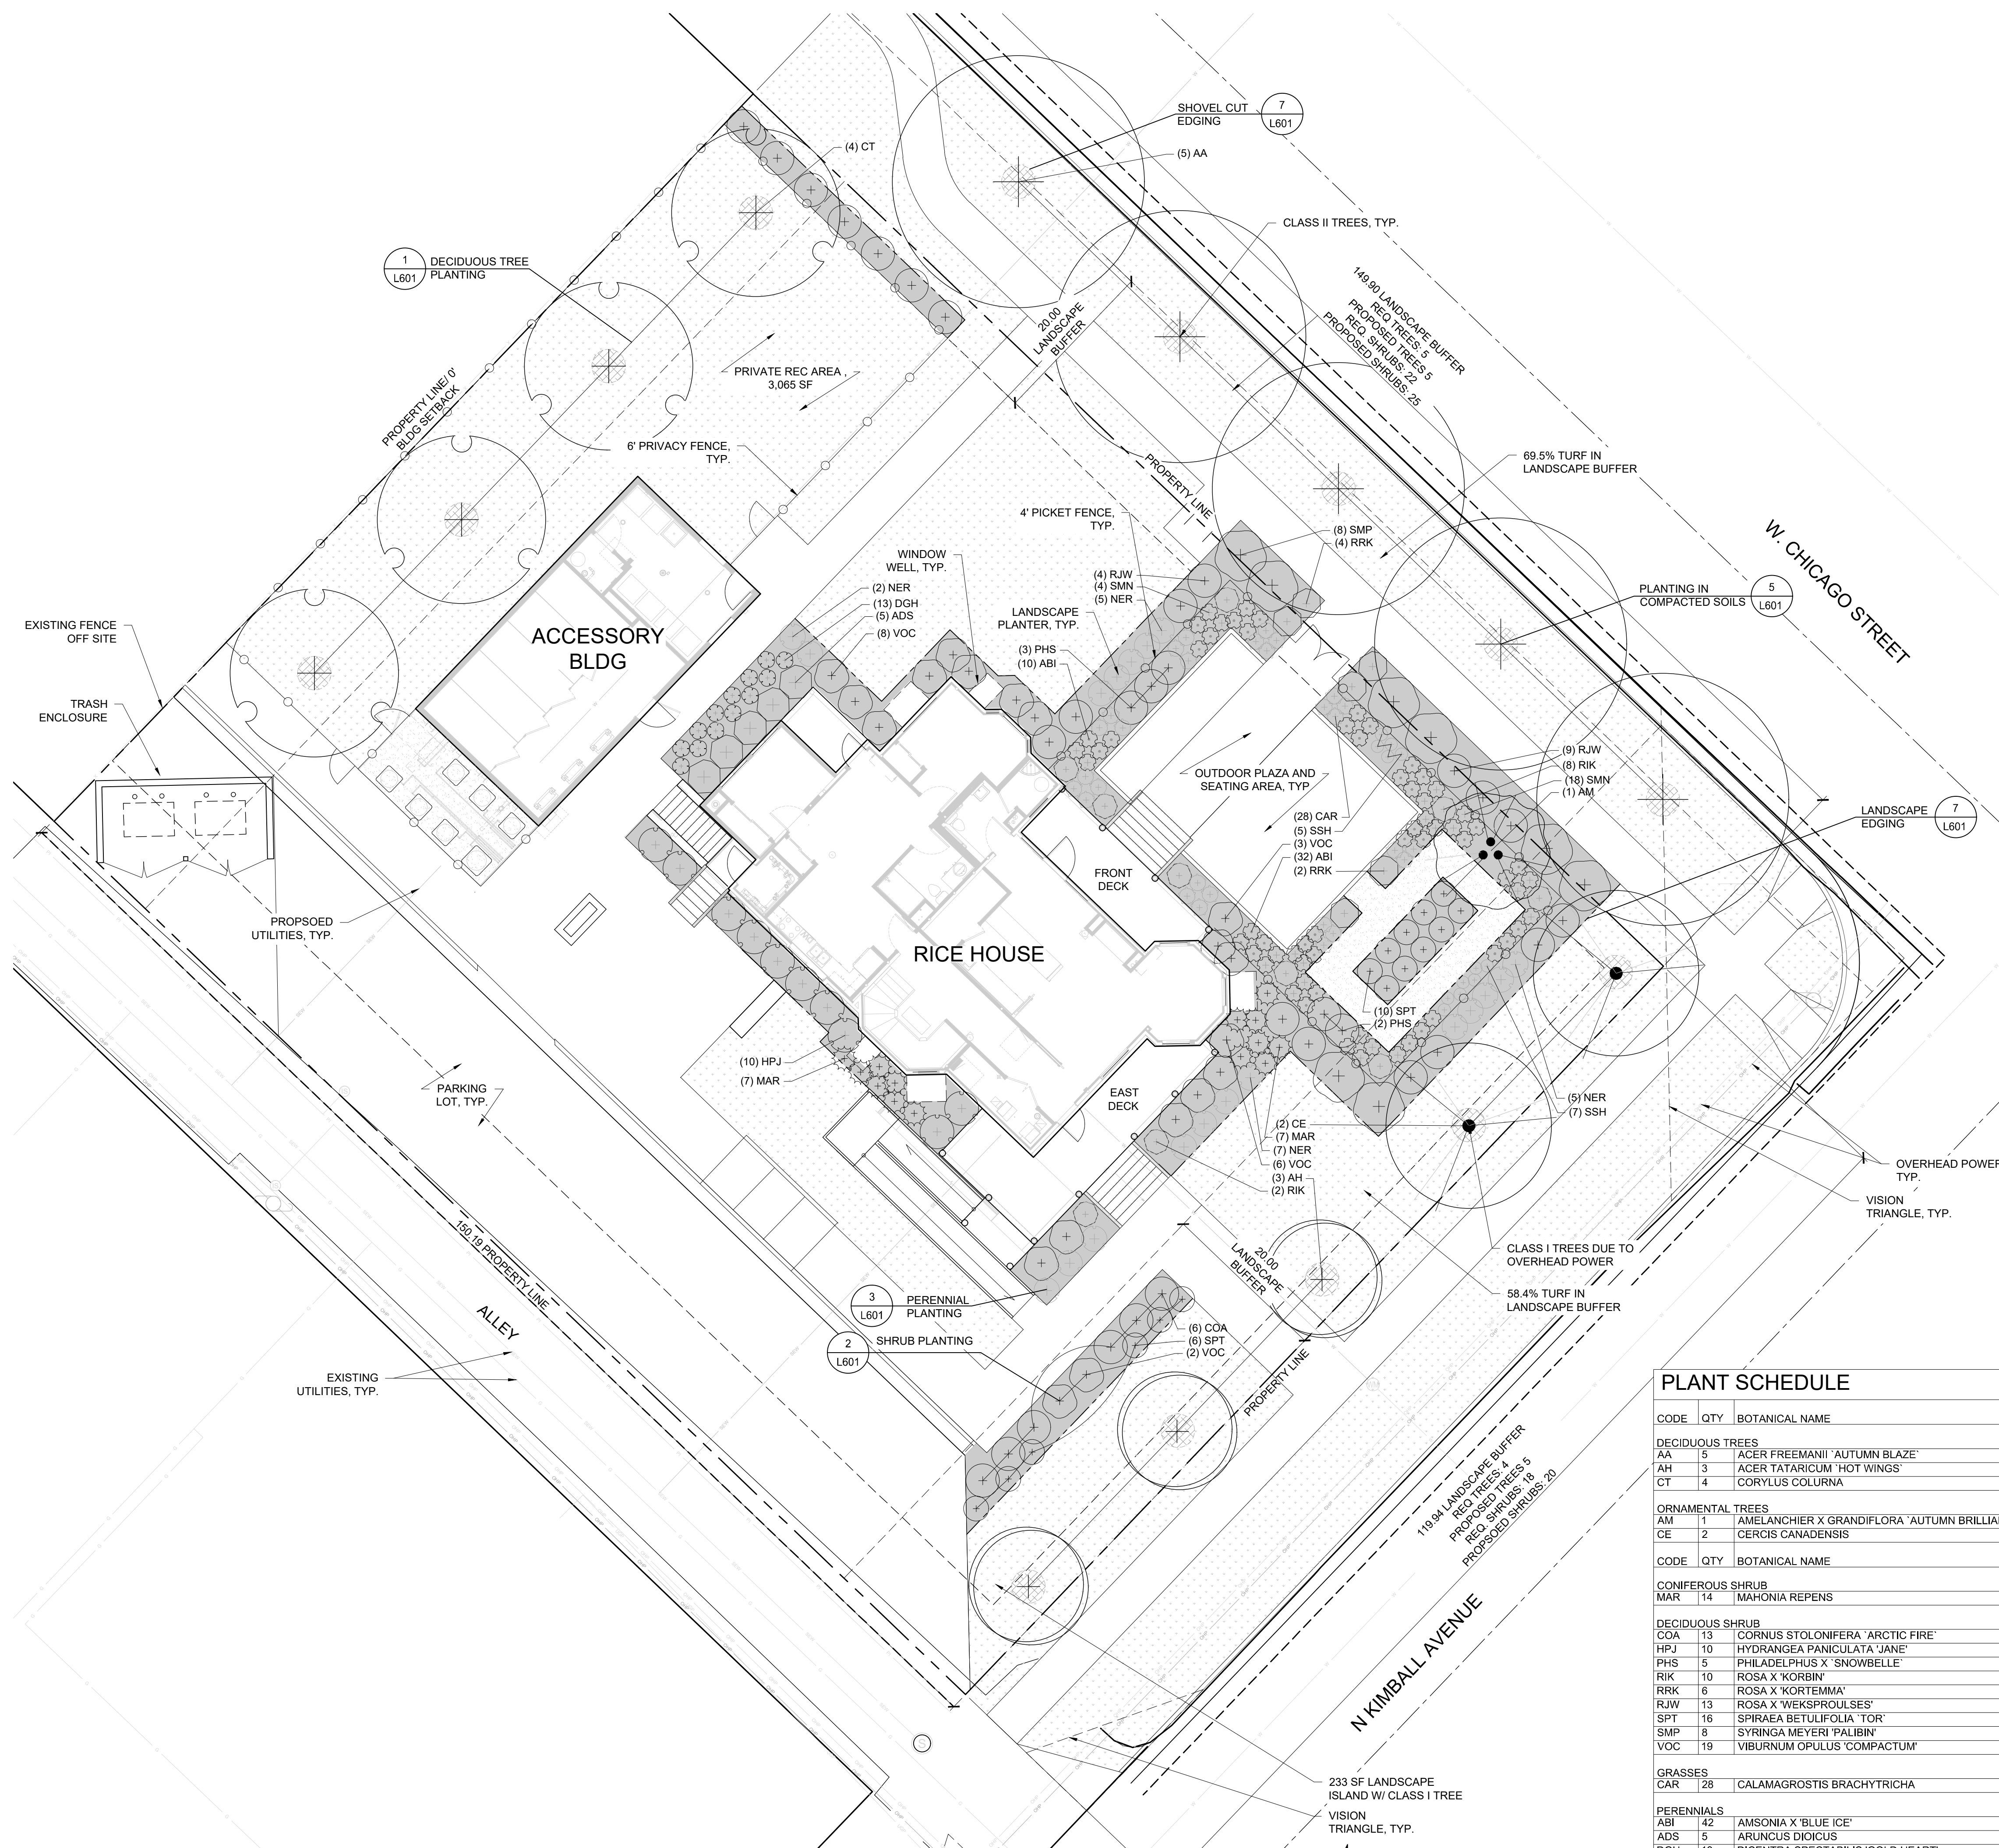 SHOVEL CUT
EDGING
7
L601
(4) CT
(5) AA
CLASS II TREES, TYP.
1
L601
DECIDUOUS TREE
PLANTING
149.90 LANDSCAPE BUFFER
REQ TREES: 5
PROPOSED TREES 5
REQ. SHRUBS: 22
PROPOSED SHRUBS: 25
20.00
LANDSCAPE
BUFFER
PRIVATE REC AREA ,
3,065 SF
PROPERTY LINE/ 0'
BLDG SETBACK
6' PRIVACY FENCE,
TYP.
PROPERTY LINE
69.5% TURF IN
LANDSCAPE BUFFER
4' PICKET FENCE,
TYP.
(8) SMP
(4) RRK
W. CHICAGO STREET
WINDOW
WELL, TYP.
(2) NER
(13) DGH
(5) ADS
(8) VOC
(4) RJW
(4) SMN
(5) NER
LANDSCAPE
PLANTER, TYP.
(3) PHS
(10) ABI
PLANTING IN
COMPACTED SOILS
5
L601
EXISTING FENCE
OFF SITE
ACCESSORY
BLDG
TRASH
ENCLOSURE
OUTDOOR PLAZA AND
SEATING AREA, TYP
(9) RJW
(8) RIK
(18) SMN
(1) AM
LANDSCAPE
EDGING
7
L601
(28) CAR
(5) SSH
(3) VOC
(32) ABI
(2) RRK
FRONT
DECK
PROPSOED
UTILITIES, TYP.
RICE HOUSE
(10) SPT
(2) PHS
(10) HPJ
(7) MAR
PARKING
LOT, TYP.
EAST
DECK
(5) NER
(7) SSH
(2) CE
(7) MAR
(7) NER
(6) VOC
(3) AH
(2) RIK
OVERHEAD POWER
TYP.
VISION
TRIANGLE, TYP.
150.19 PROPERTY LINE
20.00
LANDSCAPE
BUFFER
CLASS I TREES DUE TO
OVERHEAD POWER
58.4% TURF IN
LANDSCAPE BUFFER
ALLEY
3
L601
PERENNIAL
PLANTING
2
L601
SHRUB PLANTING
(6) COA
(6) SPT
(2) VOC
PROPERTY LINE
EXISTING
UTILITIES, TYP.
119.94 LANDSCAPE BUFFER
REQ TREES: 4
PROPOSED TREES 5
REQ. SHRUBS: 18
PROPSOED SHRUBS: 20
N KIMBALL AVENUE
S
233 SF LANDSCAPE
ISLAND W/ CLASS I TREE
VISION
TRIANGLE, TYP.
PLANT SCHEDULE
CODE QTY BOTANICAL NAME
DECIDUOUS TREES
AA 5 ACER FREEMANII `AUTUMN BLAZE`
AH 3 ACER TATARICUM `HOT WINGS`
CT 4 CORYLUS COLURNA
ORNAMENTAL TREES
AM 1 AMELANCHIER X GRANDIFLORA `AUTUMN BRILLIA
CE 2 CERCIS CANADENSIS
CODE QTY BOTANICAL NAME
CONIFEROUS SHRUB
MAR 14 MAHONIA REPENS
DECIDUOUS SHRUB
COA 13 CORNUS STOLONIFERA `ARCTIC FIRE`
HPJ 10 HYDRANGEA PANICULATA 'JANE'
PHS 5 PHILADELPHUS X `SNOWBELLE`
RIK 10 ROSA X 'KORBIN'
RRK 6 ROSA X 'KORTEMMA'
RJW 13 ROSA X 'WEKSPROULSES'
SPT 16 SPIRAEA BETULIFOLIA `TOR`
SMP 8 SYRINGA MEYERI 'PALIBIN'
VOC 19 VIBURNUM OPULUS 'COMPACTUM'
GRASSES
CAR 28 CALAMAGROSTIS BRACHYTRICHA
PERENNIALS
ABI 42 AMSONIA X 'BLUE ICE'
ADS 5 ARUNCUS DIOICUS